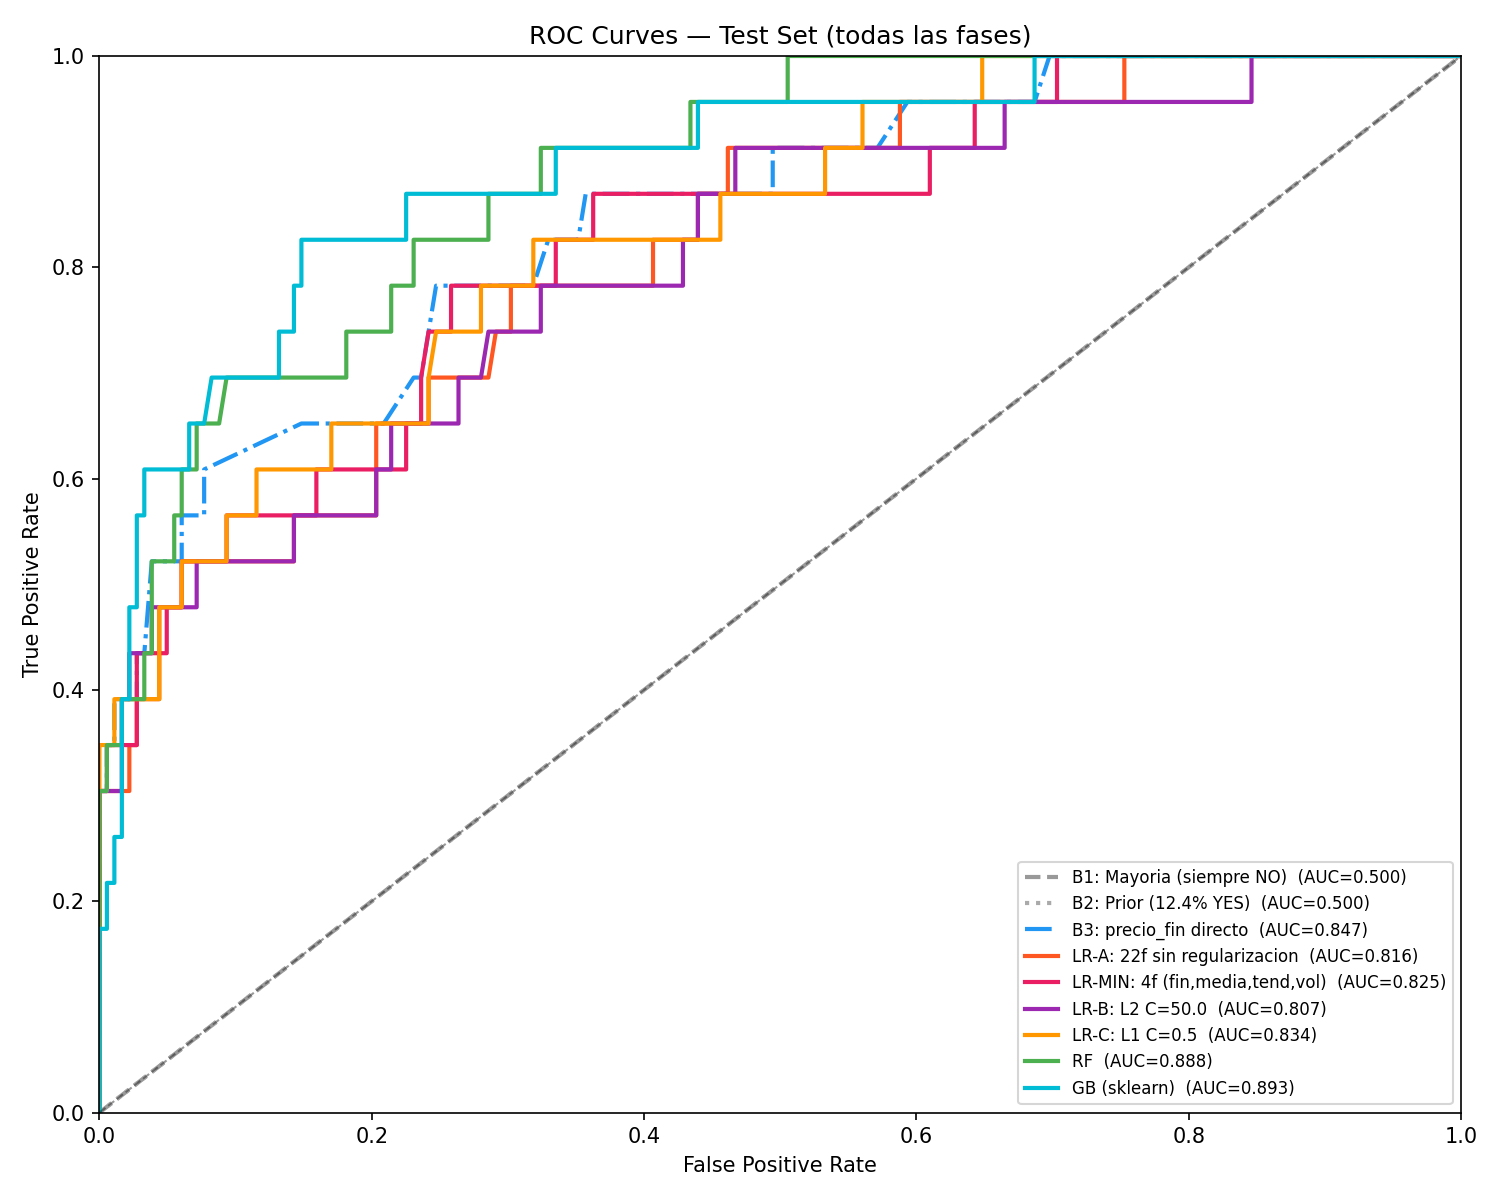 ROC Curves — Test Set (todas las fases)
True Positive Rate
1.0
0.8
0.6
0.4
0.2
0.0
0.0 0.2 0.4 0.6 0.8 1.0
False Positive Rate
B1: Mayoria (siempre NO) (AUC=0.500)
B2: Prior (12.4% YES) (AUC=0.500)
B3: precio_fin directo (AUC=0.847)
LR-A: 22f sin regularizacion (AUC=0.816)
LR-MIN: 4f (fin,media,tend,vol) (AUC=0.825)
LR-B: L2 C=50.0 (AUC=0.807)
LR-C: L1 C=0.5 (AUC=0.834)
RF (AUC=0.888)
GB (sklearn) (AUC=0.893)